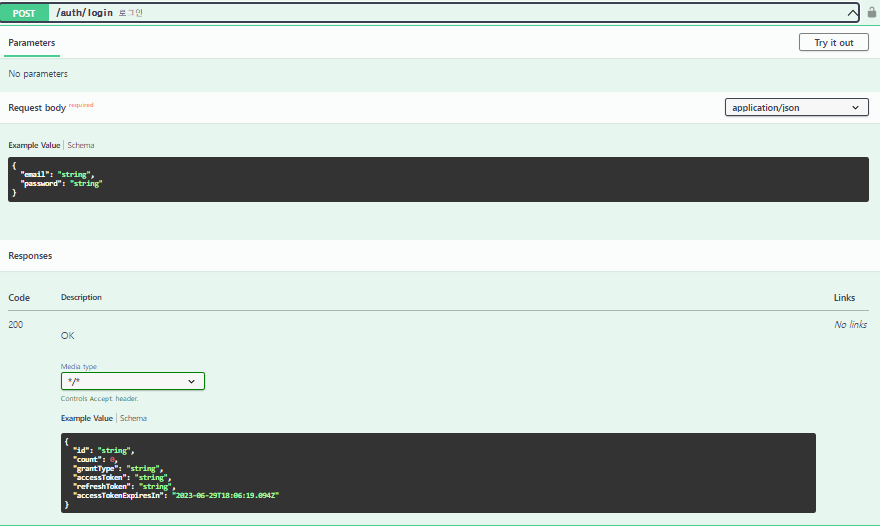 POST /auth/login 로그인
Parameters Try it out
No parameters
Request body required application/json
Example Value | Schema
{
"email": "string",
"password": "string"
}
Responses
Code Description Links
200 OK No links
Media type
*/*
Controls Accept header.
Example Value | Schema
{
"id": "string",
"count": 0,
"grantType": "string",
"accessToken": "string",
"refreshToken": "string",
"accessTokenExpiresIn": "2023-06-29T18:06:19.094Z"
}